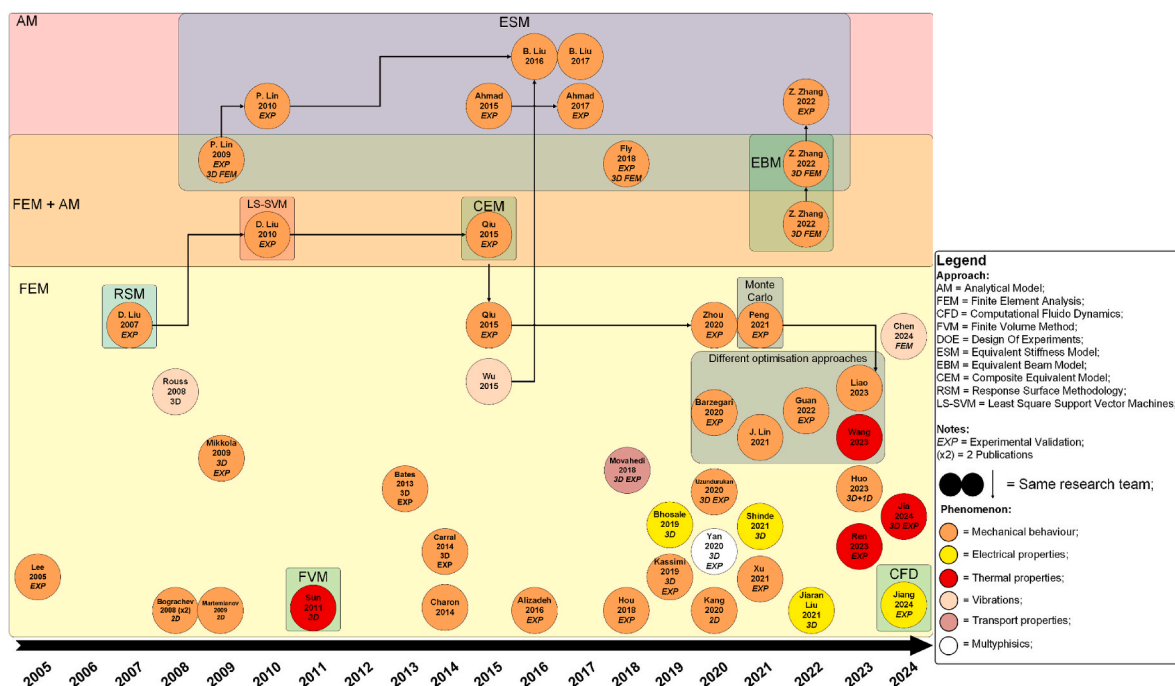 AM
ESM
B. Liu
2016
B. Liu
2017
P. Lin
2010
EXP
Ahmad
2015
EXP
Ahmad
2017
EXP
Z. Zhang
2022
EXP
P. Lin
2009
EXP
3D FEM
Fly
2018
EXP
3D FEM
EBM
Z. Zhang
2022
3D FEM
FEM + AM
LS-SVM
D. Liu
2010
EXP
CEM
Qiu
2015
EXP
Z. Zhang
2022
3D FEM
FEM
RSM
D. Liu
2007
EXP
Qiu
2015
EXP
Zhou
2020
EXP
Monte
Carlo
Peng
2021
EXP
Chen
2024
FEM
Rouss
2008
3D
Wu
2015
Different optimisation approaches
Barzegari
2020
EXP
J. Lin
2021
Guan
2022
EXP
Liao
2023
Wang
2023
Mikkola
2009
3D
EXP
Bates
2013
3D
EXP
Movahedi
2018
3D EXP
Uzundurukan
2020
3D EXP
Huo
2023
3D+1D
Bhosale
2019
3D
Shinde
2021
3D
Jia
2024
3D EXP
Carral
2014
3D
EXP
Yan
2020
3D
EXP
Ren
2023
EXP
Lee
2005
EXP
Kassimi
2019
3D
EXP
Xu
2021
EXP
Bograchev
2008 (x2)
2D
Martemianov
2009
2D
FVM
Sun
2011
3D
Charon
2014
Alizadeh
2016
EXP
Hou
2018
EXP
Kang
2020
2D
Jiaran
Liu
2021
3D
CFD
Jiang
2024
EXP
2005 2006 2007 2008 2009 2010 2011 2012 2013 2014 2015 2016 2017 2018 2019 2020 2021 2022 2023 2024
Legend
Approach:
AM = Analytical Model;
FEM = Finite Element Analysis;
CFD = Computational Fluido Dynamics;
FVM = Finite Volume Method;
DOE = Design Of Experiments;
ESM = Equivalent Stiffness Model;
EBM = Equivalent Beam Model;
CEM = Composite Equivalent Model;
RSM = Response Surface Methodology;
LS-SVM = Least Square Support Vector Machines;
Notes:
EXP = Experimental Validation;
(x2) = 2 Publications
= Same research team;
Phenomenon:
= Mechanical behaviour;
= Electrical properties;
= Thermal properties;
= Vibrations;
= Transport properties;
= Multyphisics;